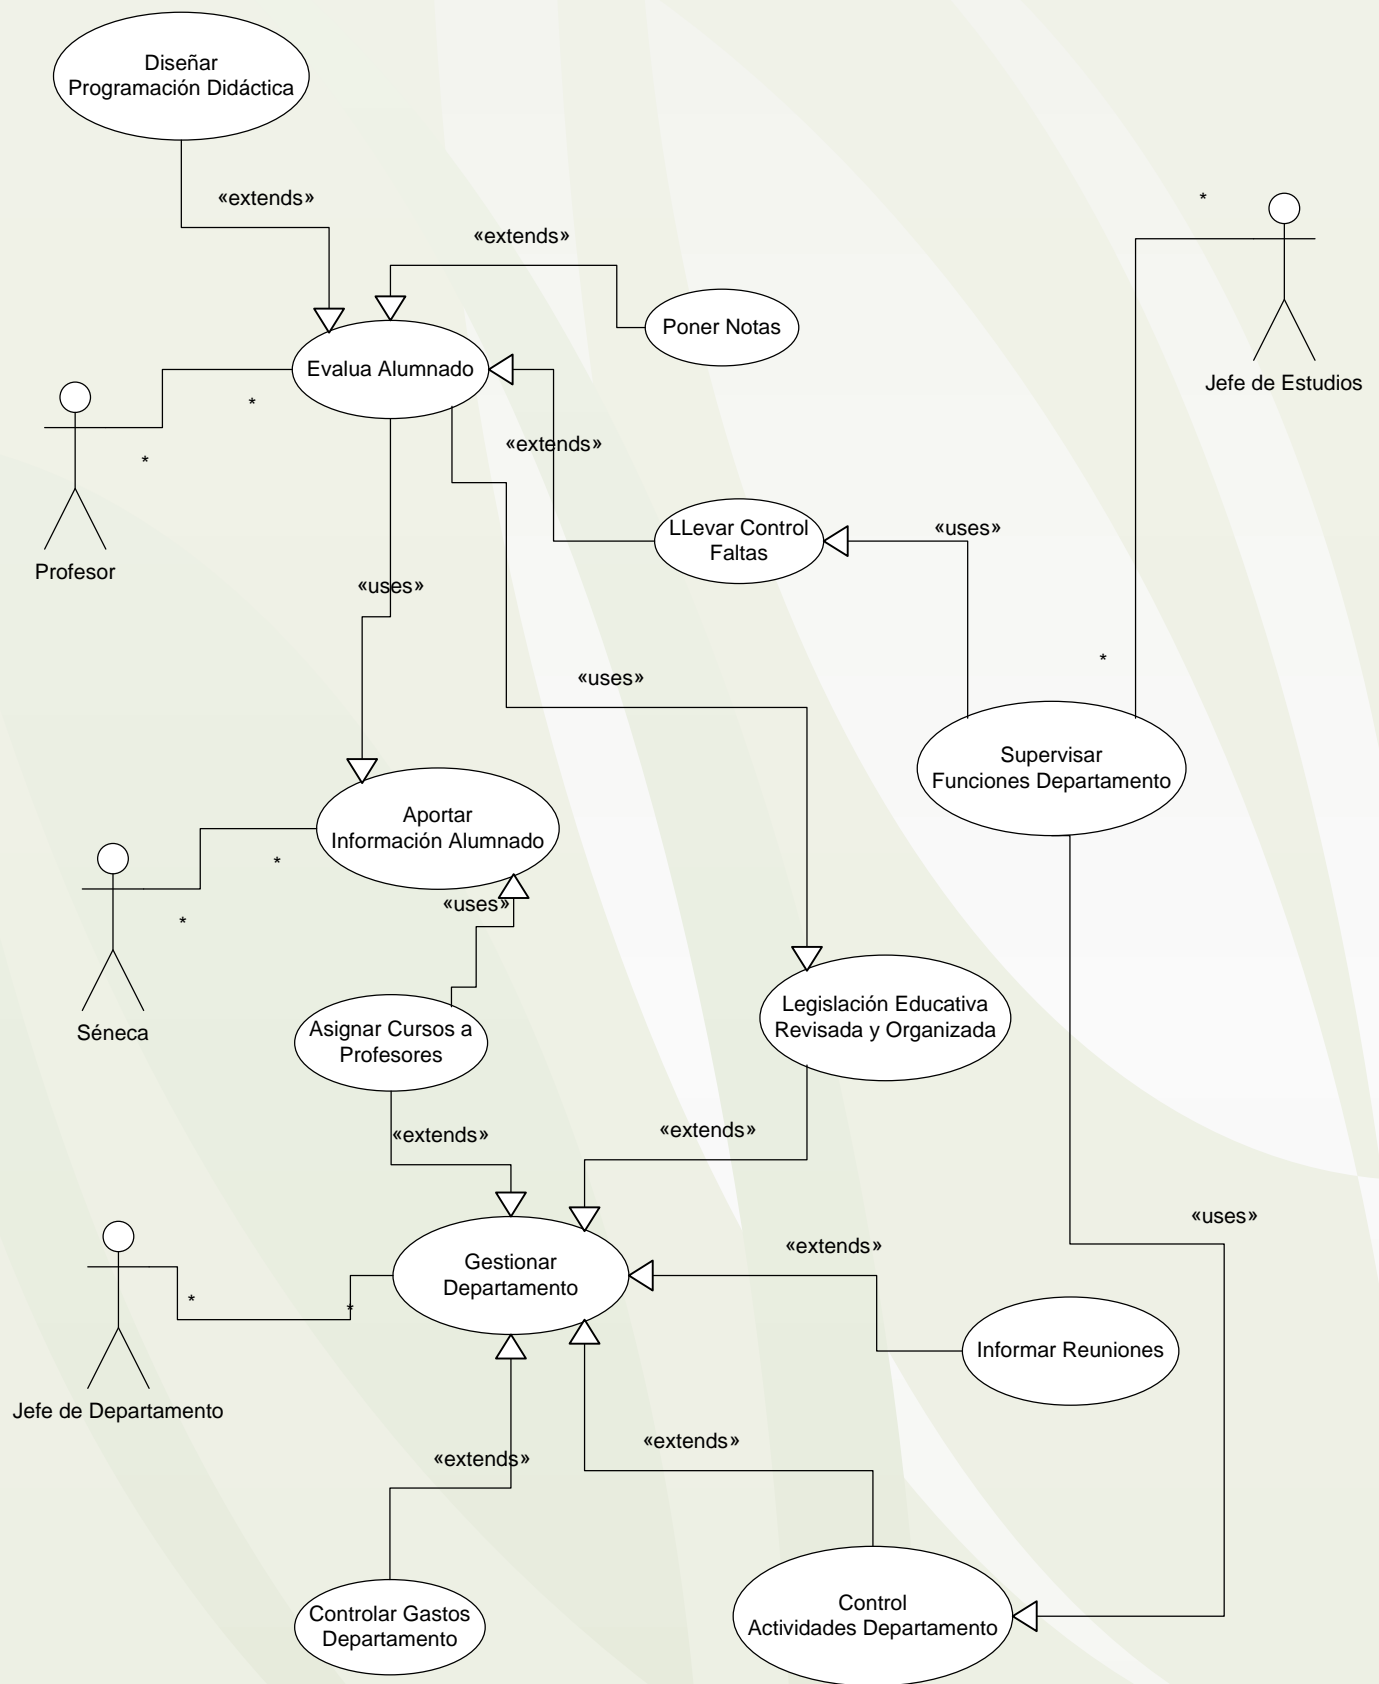 Diseñar
Programación Didáctica
«extends»
*
«extends»
Poner Notas
Evalua Alumnado
Jefe de Estudios
*
«extends»
*
LLevar Control
Faltas
«uses»
Profesor
«uses»
*
«uses»
Supervisar
Funciones Departamento
Aportar
Información Alumnado
*
«uses»
*
Legislación Educativa
Revisada y Organizada
Séneca
Asignar Cursos a
Profesores
«extends»
«extends»
«uses»
Gestionar
Departamento
«extends»
*
*
Informar Reuniones
Jefe de Departamento
«extends»
«extends»
Controlar Gastos
Departamento
Control
Actividades Departamento